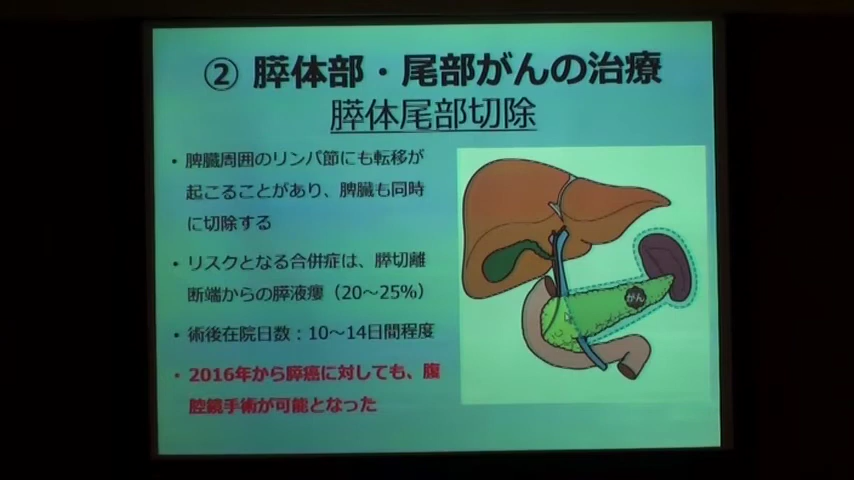 ② 膵体部・尾部がんの治療
膵体尾部切除
• 脾臓周囲のリンパ節にも転移が
起こることがあり、脾臓も同時
に切除する
• リスクとなる合併症は、膵切離
断端からの膵液瘻（20～25%）
• 術後在院日数：10～14日間程度
• 2016年から膵癌に対しても、腹
腔鏡手術が可能となった
がん